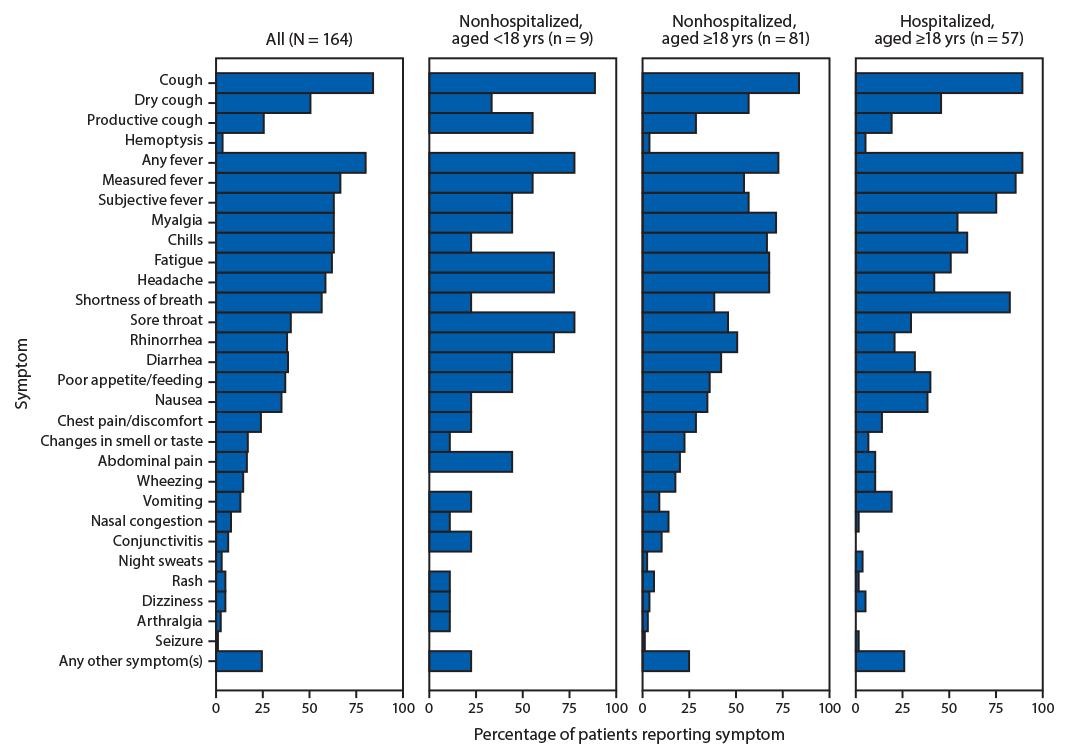 All (N = 164)
Nonhospitalized,
aged <18 yrs (n = 9)
Nonhospitalized,
aged ≥18 yrs (n = 81)
Hospitalized,
aged ≥18 yrs (n = 57)
Symptom
Cough
Dry cough
Productive cough
Hemoptysis
Any fever
Measured fever
Subjective fever
Myalgia
Chills
Fatigue
Headache
Shortness of breath
Sore throat
Rhinorrhea
Diarrhea
Poor appetite/feeding
Nausea
Chest pain/discomfort
Changes in smell or taste
Abdominal pain
Wheezing
Vomiting
Nasal congestion
Conjunctivitis
Night sweats
Rash
Dizziness
Arthralgia
Seizure
Any other symptom(s)
0 25 50 75 100 0 25 50 75 100 0 25 50 75 100 0 25 50 75 100
Percentage of patients reporting symptom